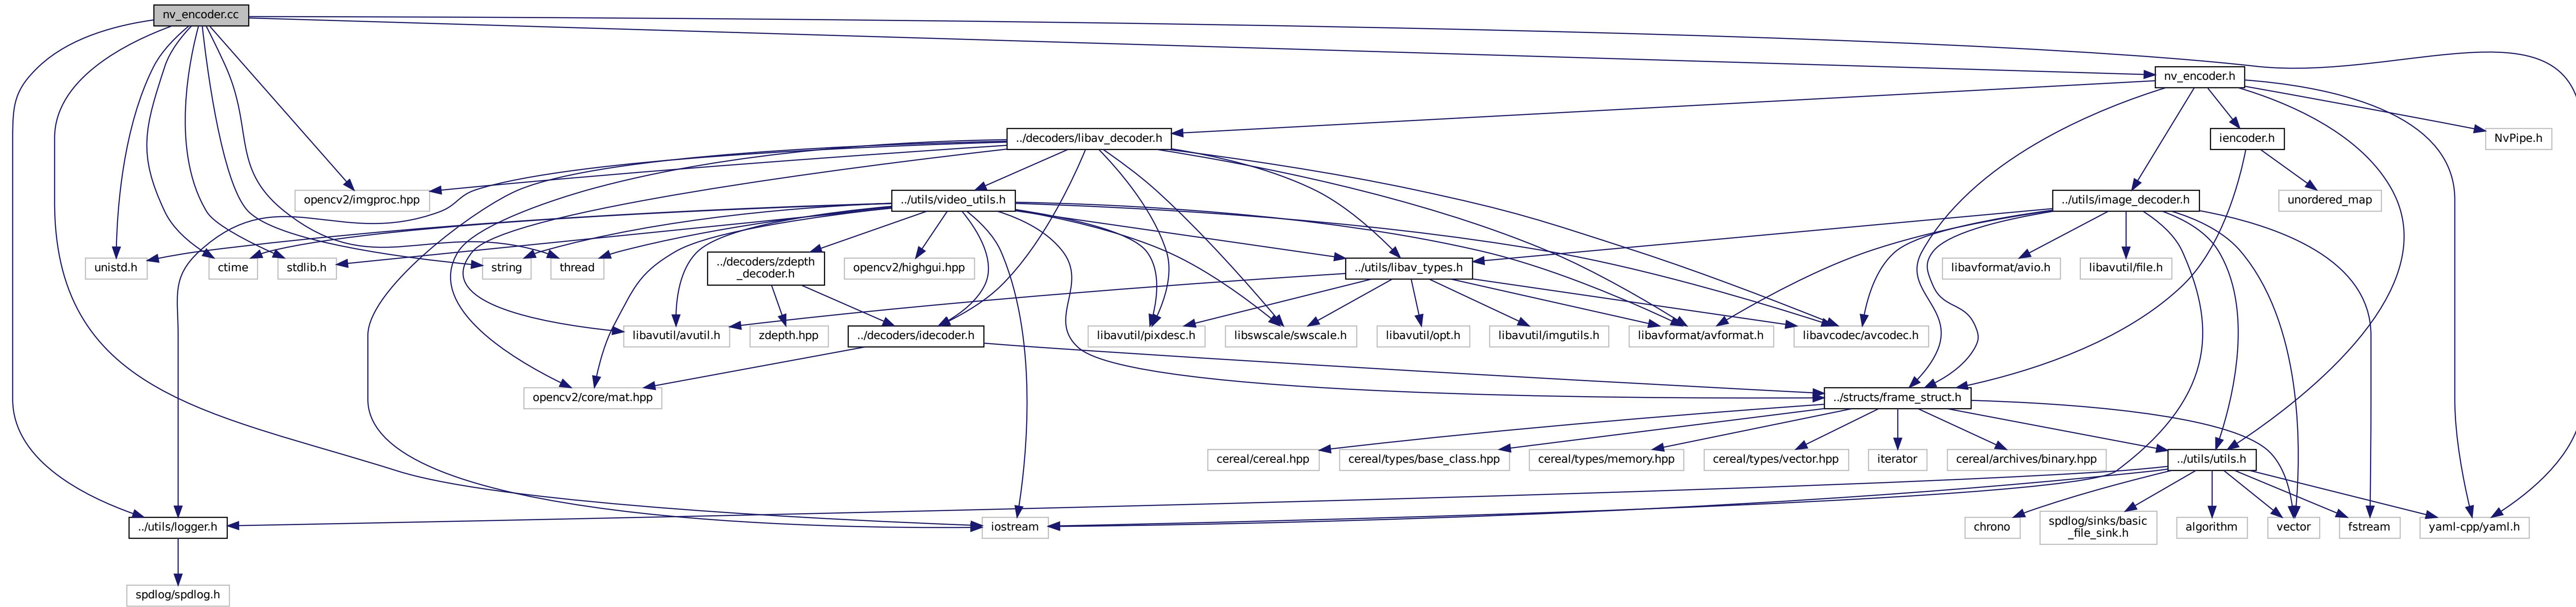 nv_encoder.cc
nv_encoder.h
../decoders/libav_decoder.h
iencoder.h
NvPipe.h
opencv2/imgproc.hpp
../utils/video_utils.h
../utils/image_decoder.h
unordered_map
unistd.h
ctime
stdlib.h
string
thread
../decoders/zdepth
_decoder.h
opencv2/highgui.hpp
../utils/libav_types.h
libavformat/avio.h
libavutil/file.h
libavutil/avutil.h
zdepth.hpp
../decoders/idecoder.h
libavutil/pixdesc.h
libswscale/swscale.h
libavutil/opt.h
libavutil/imgutils.h
libavformat/avformat.h
libavcodec/avcodec.h
opencv2/core/mat.hpp
../structs/frame_struct.h
cereal/cereal.hpp
cereal/types/base_class.hpp
cereal/types/memory.hpp
cereal/types/vector.hpp
iterator
cereal/archives/binary.hpp
../utils/utils.h
../utils/logger.h
iostream
chrono
spdlog/sinks/basic
_file_sink.h
algorithm
vector
fstream
yaml-cpp/yaml.h
spdlog/spdlog.h